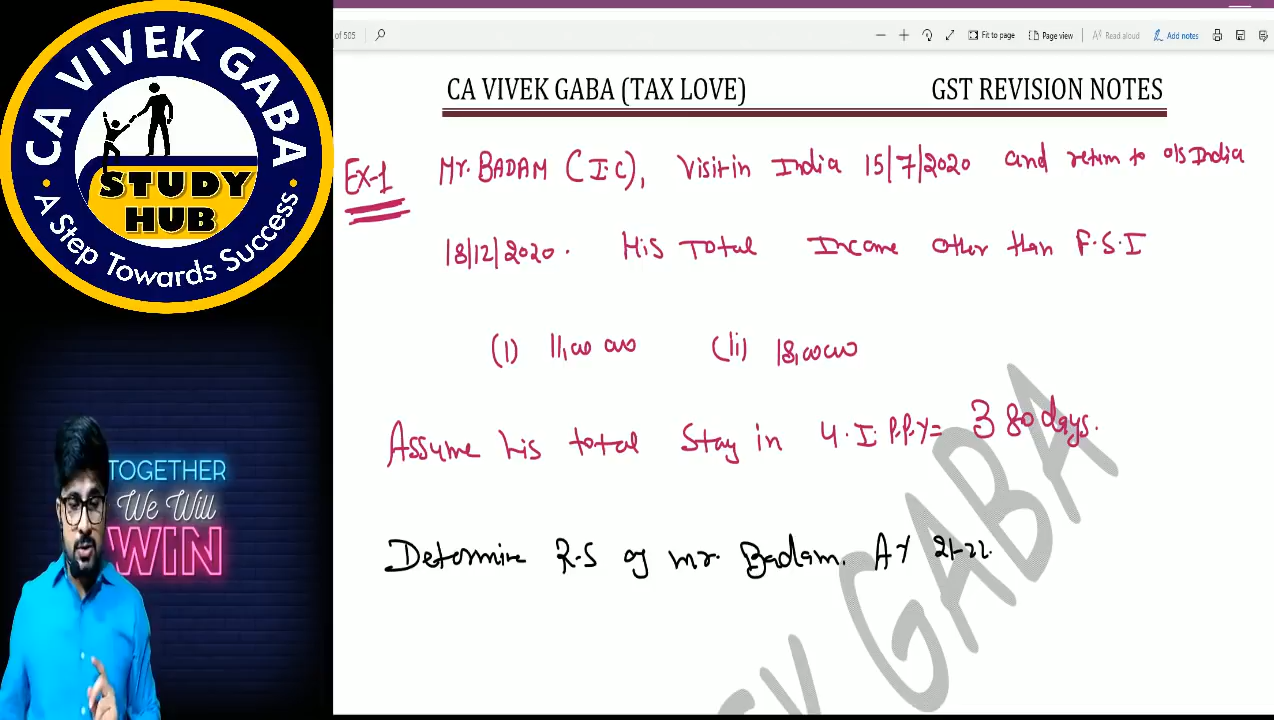 CA VIVEK GABA
STUDY
HUB
• A Step Towards Success •
TOGETHER
We Will
WIN
of 585
Fit to page
Page view
Read aloud
Add notes
CA VIVEK GABA (TAX LOVE) GST REVISION NOTES
EX-1 Mr. BADAM (I.C), Visit in India 15/7/2020 and return to o/s India
18/12/2020. His Total Income other than F.S.I
(i) 11,00 000 (ii) 18,00000
Assume his total Stay in 4.I.P.P.Y = 380 days.
Determine R.S of mr. Badam. AY 21-22.
GABA